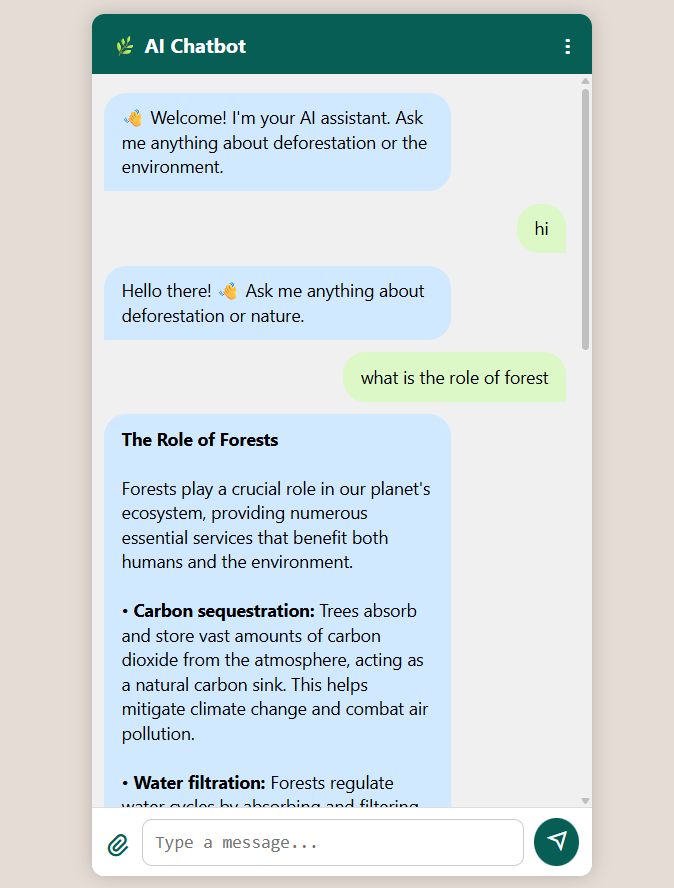 🌿 AI Chatbot
👋 Welcome! I'm your AI assistant. Ask
me anything about deforestation or the
environment.
hi
Hello there! 👋 Ask me anything about
deforestation or nature.
what is the role of forest
The Role of Forests
Forests play a crucial role in our planet's
ecosystem, providing numerous
essential services that benefit both
humans and the environment.
• Carbon sequestration: Trees absorb
and store vast amounts of carbon
dioxide from the atmosphere, acting as
a natural carbon sink. This helps
mitigate climate change and combat air
pollution.
• Water filtration: Forests regulate
water cycles by absorbing and filtering
Type a message...